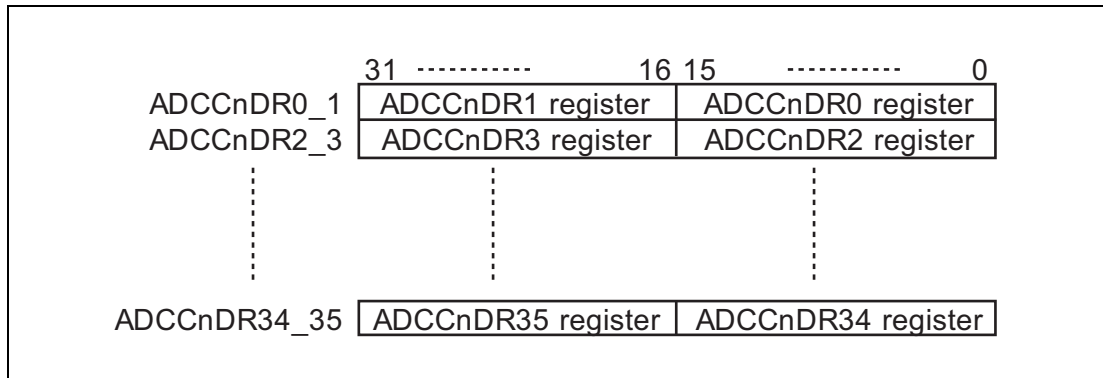 31 ----------- 16 15 ----------- 0
ADCCnDR0_1 ADCCnDR1 register ADCCnDR0 register
ADCCnDR2_3 ADCCnDR3 register ADCCnDR2 register
ADCCnDR34_35 ADCCnDR35 register ADCCnDR34 register